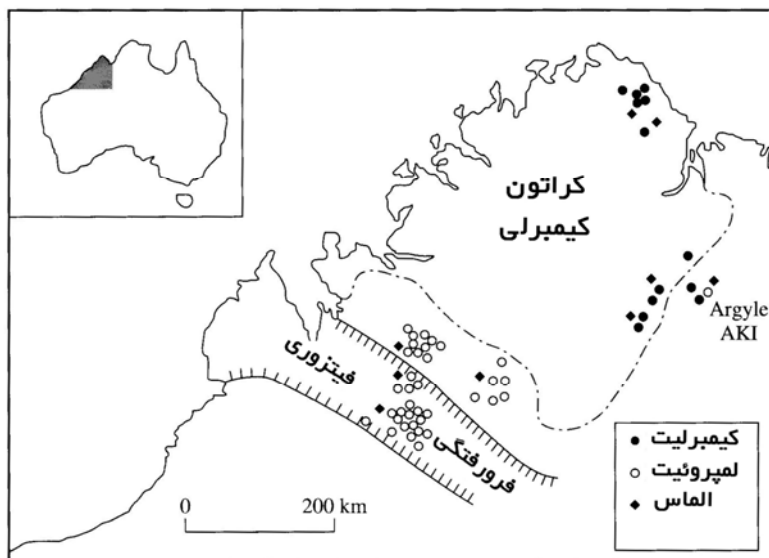 کراتون
کیمبرلی
Argyle
AKI
فیتزوری
فرورفتگی
کیمبرلیت
لمپروئیت
الماس
0 200 km